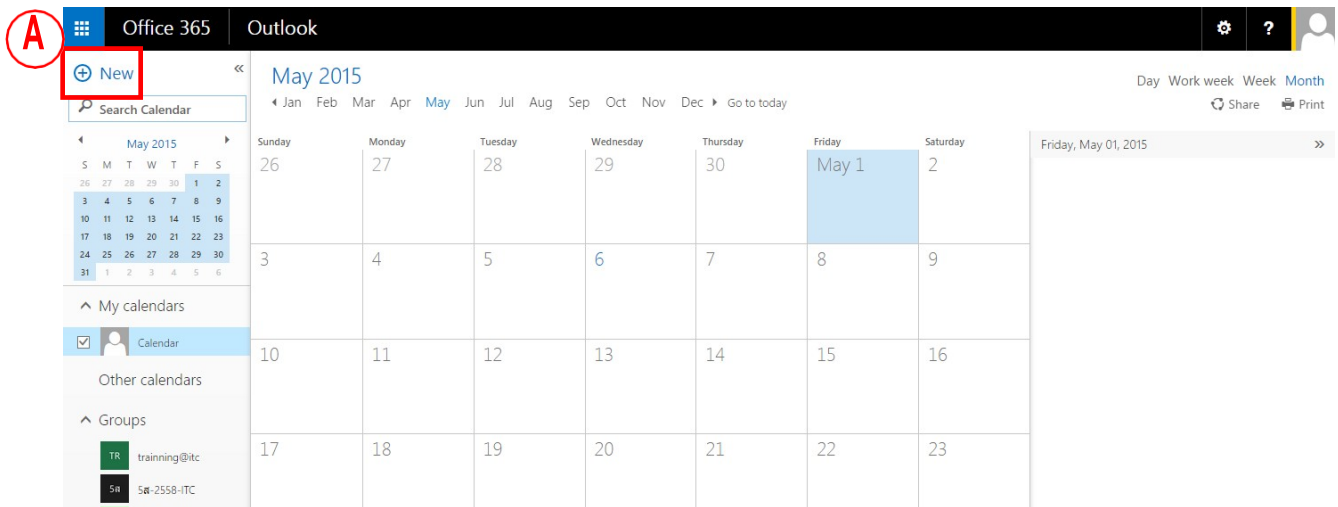 A
Office 365 Outlook ?
New «
Search Calendar
May 2015
S M T W T F S
26 27 28 29 30 1 2
3 4 5 6 7 8 9
10 11 12 13 14 15 16
17 18 19 20 21 22 23
24 25 26 27 28 29 30
31 1 2 3 4 5 6
My calendars
Calendar
Other calendars
Groups
TR trainning@itc
5ส 5ส-2558-ITC
May 2015
Jan Feb Mar Apr May Jun Jul Aug Sep Oct Nov Dec Go to today
Day Work week Week Month
Share Print
Sunday Monday Tuesday Wednesday Thursday Friday Saturday
26 27 28 29 30 May 1 2
3 4 5 6 7 8 9
10 11 12 13 14 15 16
17 18 19 20 21 22 23
Friday, May 01, 2015 »